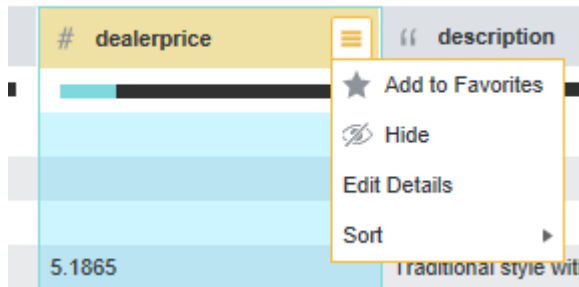 # dealerprice
“ description
Add to Favorites
Hide
Edit Details
Sort
5.1865
Traditional style wit